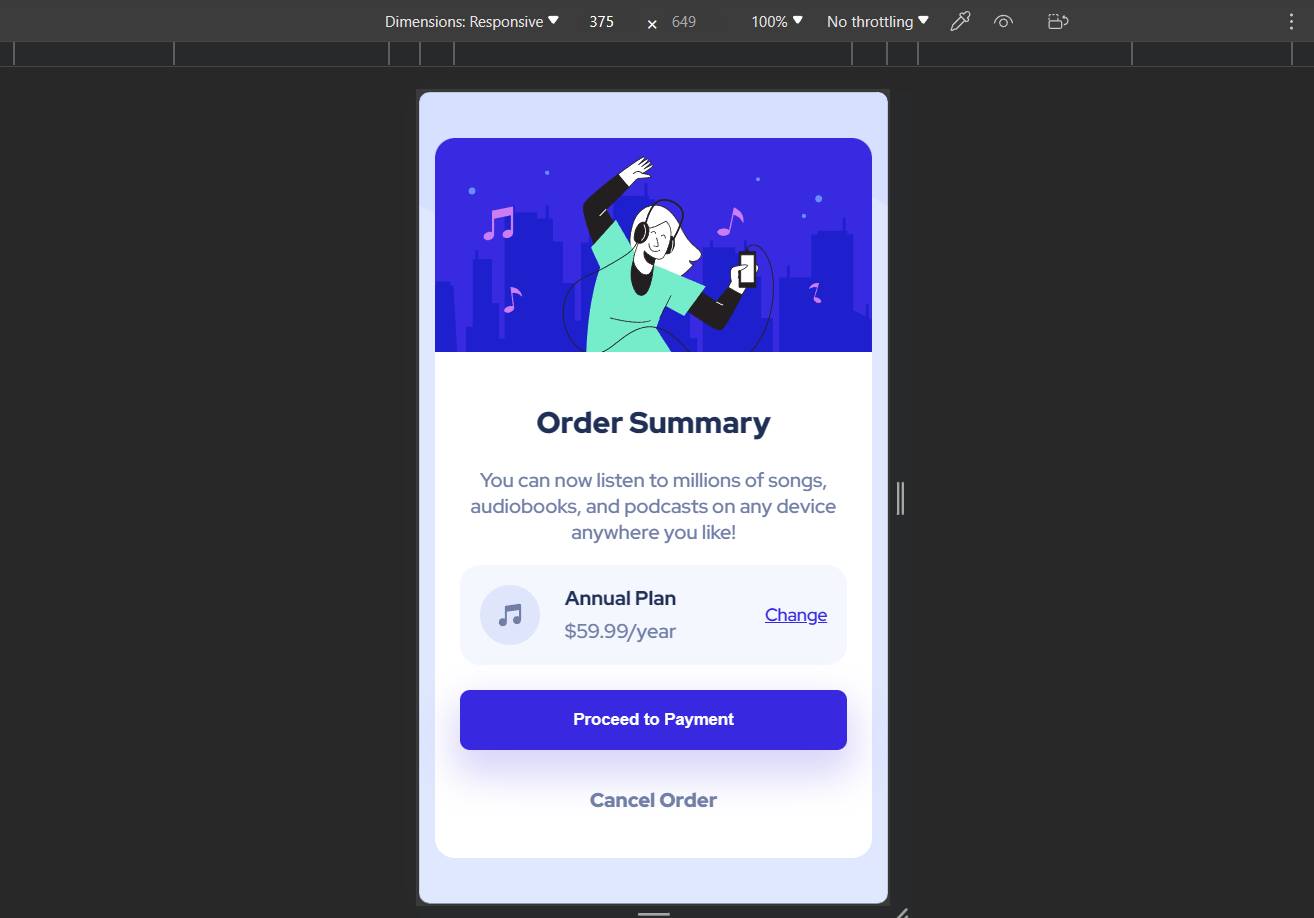 Dimensions: Responsive 375 × 649 100% No throttling
Order Summary
You can now listen to millions of songs,
audiobooks, and podcasts on any device
anywhere you like!
Annual Plan
$59.99/year
Change
Proceed to Payment
Cancel Order